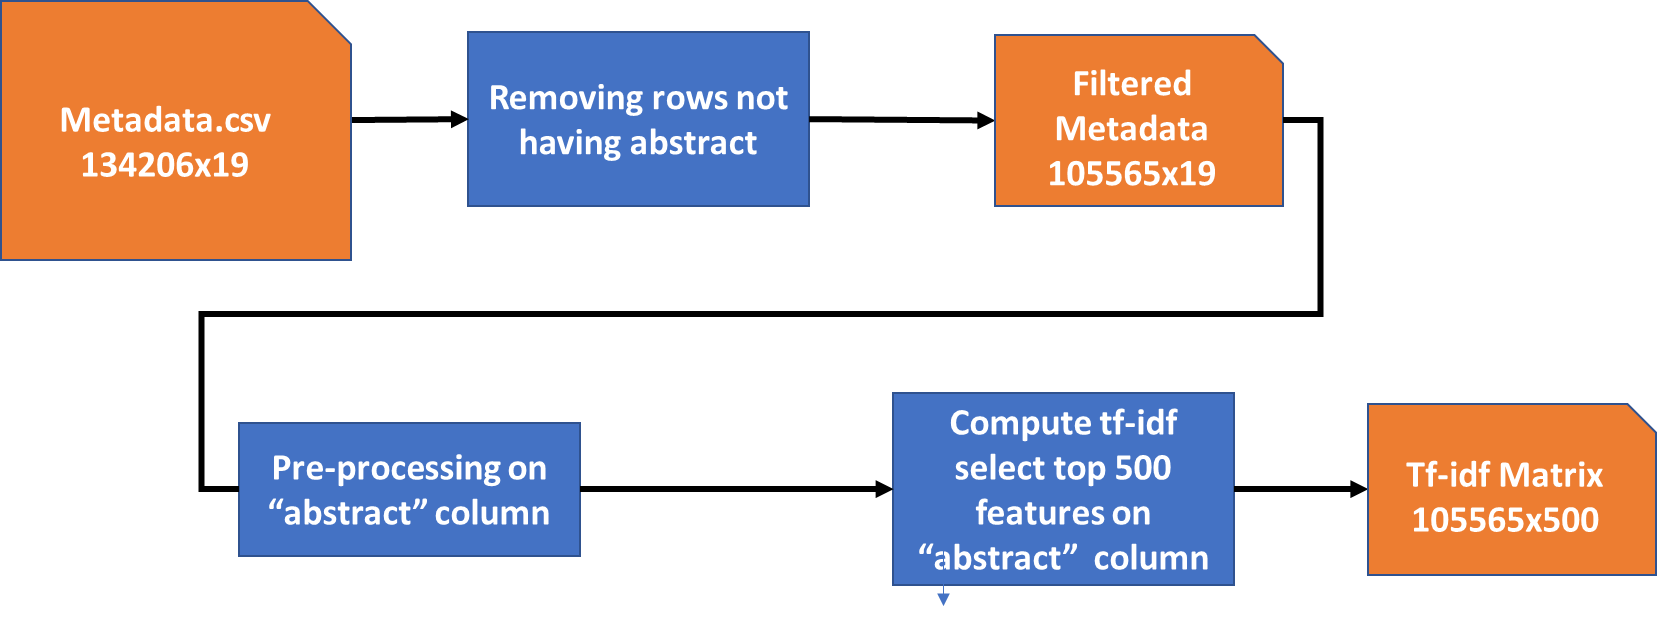 Metadata.csv
134206x19
Removing rows not
having abstract
Filtered
Metadata
105565x19
Pre-processing on
“abstract” column
Compute tf-idf
select top 500
features on
“abstract”  column
Tf-idf Matrix
105565x500